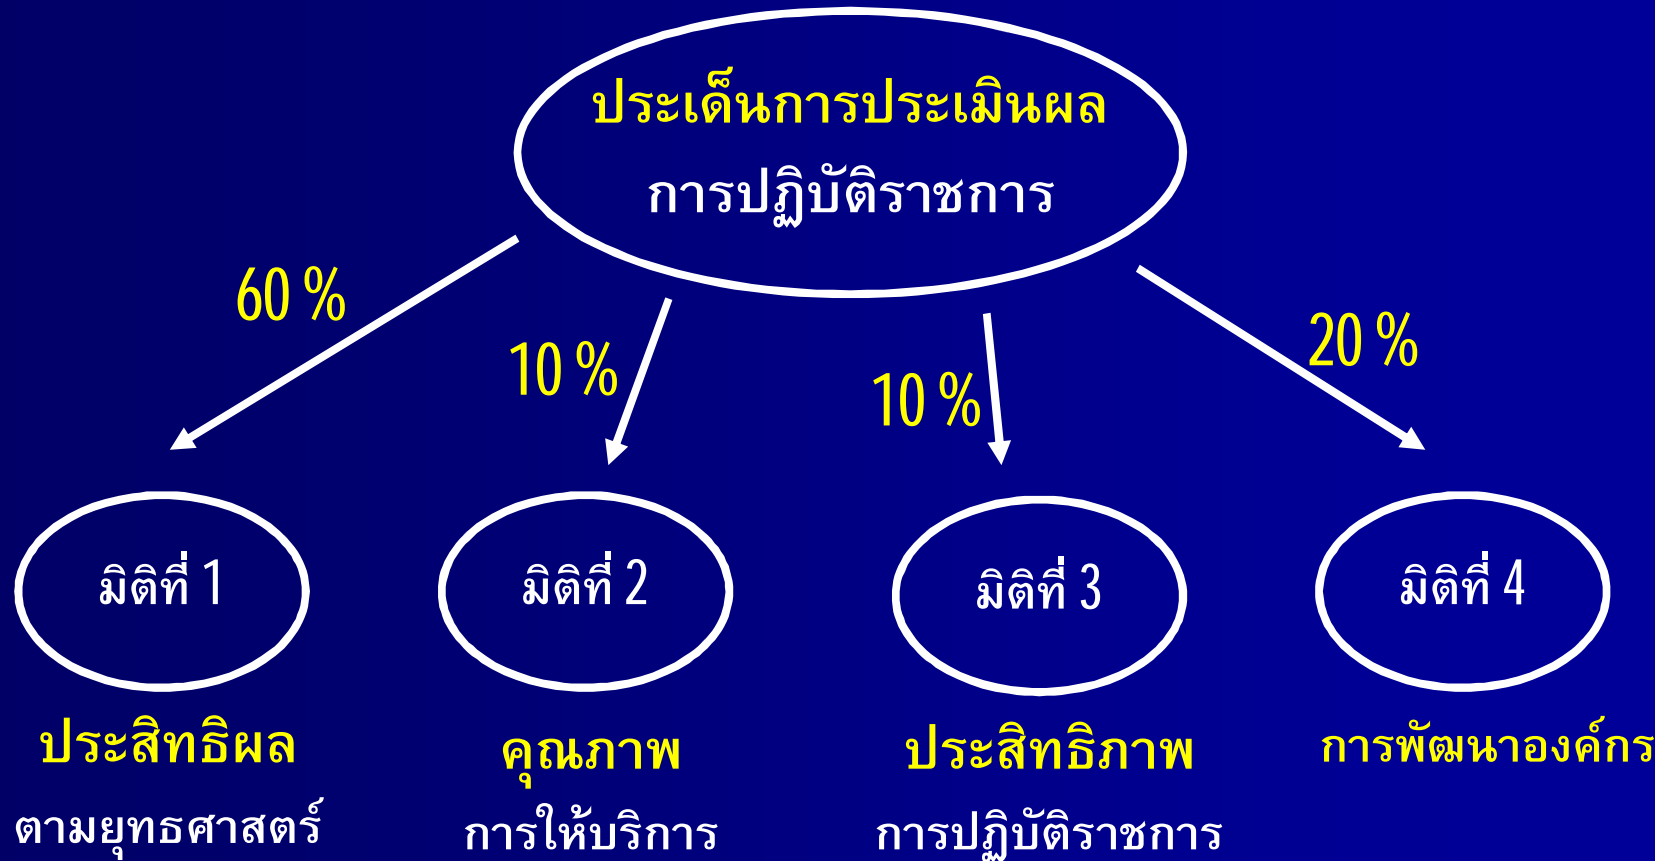 ประเด็นการประเมินผล
การปฏิบัติราชการ
60 %
10 %
10 %
20 %
มิติที่ 1
มิติที่ 2
มิติที่ 3
มิติที่ 4
ประสิทธิผล
ตามยุทธศาสตร์
คุณภาพ
การให้บริการ
ประสิทธิภาพ
การปฏิบัติราชการ
การพัฒนาองค์กร